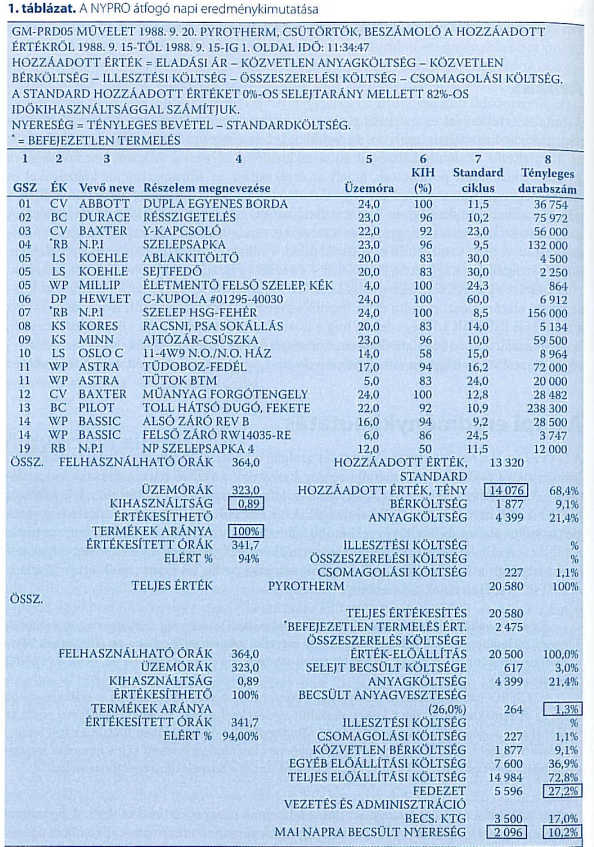 1. táblázat. A NYPRO átfogó napi eredménykimutatása
GM-PRD05 MŰVELET 1988. 9. 20. PYROTHERM, CSÜTÖRTÖK, BESZÁMOLÓ A HOZZÁADOTT
ÉRTÉKRŐL 1988. 9. 15-TŐL 1988. 9. 15-IG 1. OLDAL IDŐ: 11:34:47
HOZZÁADOTT ÉRTÉK = ELADÁSI ÁR – KÖZVETLEN ANYAGKÖLTSÉG – KÖZVETLEN
BÉRKÖLTSÉG – ILLESZTÉSI KÖLTSÉG – ÖSSZESZERELÉSI KÖLTSÉG – CSOMAGOLÁSI KÖLTSÉG.
A STANDARD HOZZÁADOTT ÉRTÉKET 0%-OS SELEJTARÁNY MELLETT 82%-OS
IDŐKIHASZNÁLTSÁGGAL SZÁMÍTJUK.
NYERESÉG = TÉNYLEGES BEVÉTEL – STANDARDKÖLTSÉG.
* = BEFEJEZETLEN TERMELÉS
1 2 3 4 5 6 7 8
KIH Standard Tényleges
GSZ ÉK Vevő neve Részelem megnevezése Üzemóra (%) ciklus darabszám
01 CV ABBOTT DUPLA EGYENES BORDA 24,0 100 11,5 36 754
02 BC DURACE RÉSSZIGETELÉS 23,0 96 10,2 75 972
03 CV BAXTER Y-KAPCSOLÓ 22,0 92 23,0 56 000
04 *RB N.P.I SZELEPSAPKA 23,0 96 9,5 132 000
05 LS KOEHLE ABLAKKITÖLTŐ 20,0 83 30,0 4 500
05 LS KOEHLE SEJTFEDŐ 20,0 83 30,0 2 250
05 WP MILLIP ÉLETMENTŐ FELSŐ SZELEP, KÉK 4,0 100 24,3 864
06 DP HEWLET C-KUPOLA #01295-40030 24,0 100 60,0 6 912
07 *RB N.P.I SZELEP HSG-FEHÉR 24,0 100 8,5 156 000
08 KS KORES RACSNI, PSA SOKÁLLÁS 20,0 83 14,0 5 134
09 KS MINN AJTÓZÁR-CSÚSZKA 23,0 96 10,0 59 500
10 LS OSLO C 11-4W9 N.O./N.O. HÁZ 14,0 58 15,0 8 964
11 WP ASTRA TŰDOBOZ-FEDÉL 17,0 94 16,2 72 000
11 WP ASTRA TŰTOK BTM 5,0 83 24,0 20 000
12 CV BAXTER MŰANYAG FORGÓTENGELY 24,0 100 12,8 28 482
13 BC PILOT TOLL HÁTSÓ DUGÓ, FEKETE 22,0 92 10,9 238 300
14 WP BASSIC ALSÓ ZÁRÓ REV B 16,0 94 9,2 28 500
14 WP BASSIC FELSŐ ZÁRÓ RW14035-RE 6,0 86 24,5 3 747
19 RB N.P.I NP SZELEPSAPKA 4 12,0 50 11,5 12 000
ÖSSZ. FELHASZNÁLHATÓ ÓRÁK 364,0 HOZZÁADOTT ÉRTÉK, 13 320
STANDARD
ÜZEMÓRÁK 323,0 HOZZÁADOTT ÉRTÉK, TÉNY 14 076 68,4%
KIHASZNÁLTSÁG 0,89 BÉRKÖLTSÉG 1 877 9,1%
ÉRTÉKESÍTHETŐ ANYAGKÖLTSÉG 4 399 21,4%
TERMÉKEK ARÁNYA 100%
ÉRTÉKESÍTETT ÓRÁK 341,7 ILLESZTÉSI KÖLTSÉG %
ELÉRT % 94% ÖSSZESZERELÉSI KÖLTSÉG %
CSOMAGOLÁSI KÖLTSÉG 227 1,1%
TELJES ÉRTÉK PYROTHERM 20 580 100%
ÖSSZ.
TELJES ÉRTÉKESÍTÉS 20 580
*BEFEJEZETLEN TERMELÉS ÉRT. 2 475
ÖSSZESZERELÉS KÖLTSÉGE
FELHASZNÁLHATÓ ÓRÁK 364,0 ÉRTÉK-ELŐÁLLÍTÁS 20 500 100,0%
ÜZEMÓRÁK 323,0 SELEJT BECSÜLT KÖLTSÉGE 617 3,0%
KIHASZNÁLTSÁG 0,89 ANYAGKÖLTSÉG 4 399 21,4%
ÉRTÉKESÍTHETŐ 100% BECSÜLT ANYAGVESZTESÉG
TERMÉKEK ARÁNYA (26,0%) 264 1,3%
ÉRTÉKESÍTETT ÓRÁK 341,7 ILLESZTÉSI KÖLTSÉG %
ELÉRT % 94,00% CSOMAGOLÁSI KÖLTSÉG 227 1,1%
KÖZVETLEN BÉRKÖLTSÉG 1 877 9,1%
EGYÉB ELŐÁLLÍTÁSI KÖLTSÉG 7 600 36,9%
TELJES ELŐÁLLÍTÁSI KÖLTSÉG 14 984 72,8%
FEDEZET 5 596 27,2%
VEZETÉS ÉS ADMINISZTRÁCIÓ
BECS. KTG 3 500 17,0%
MAI NAPRA BECSÜLT NYERESÉG 2 096 10,2%